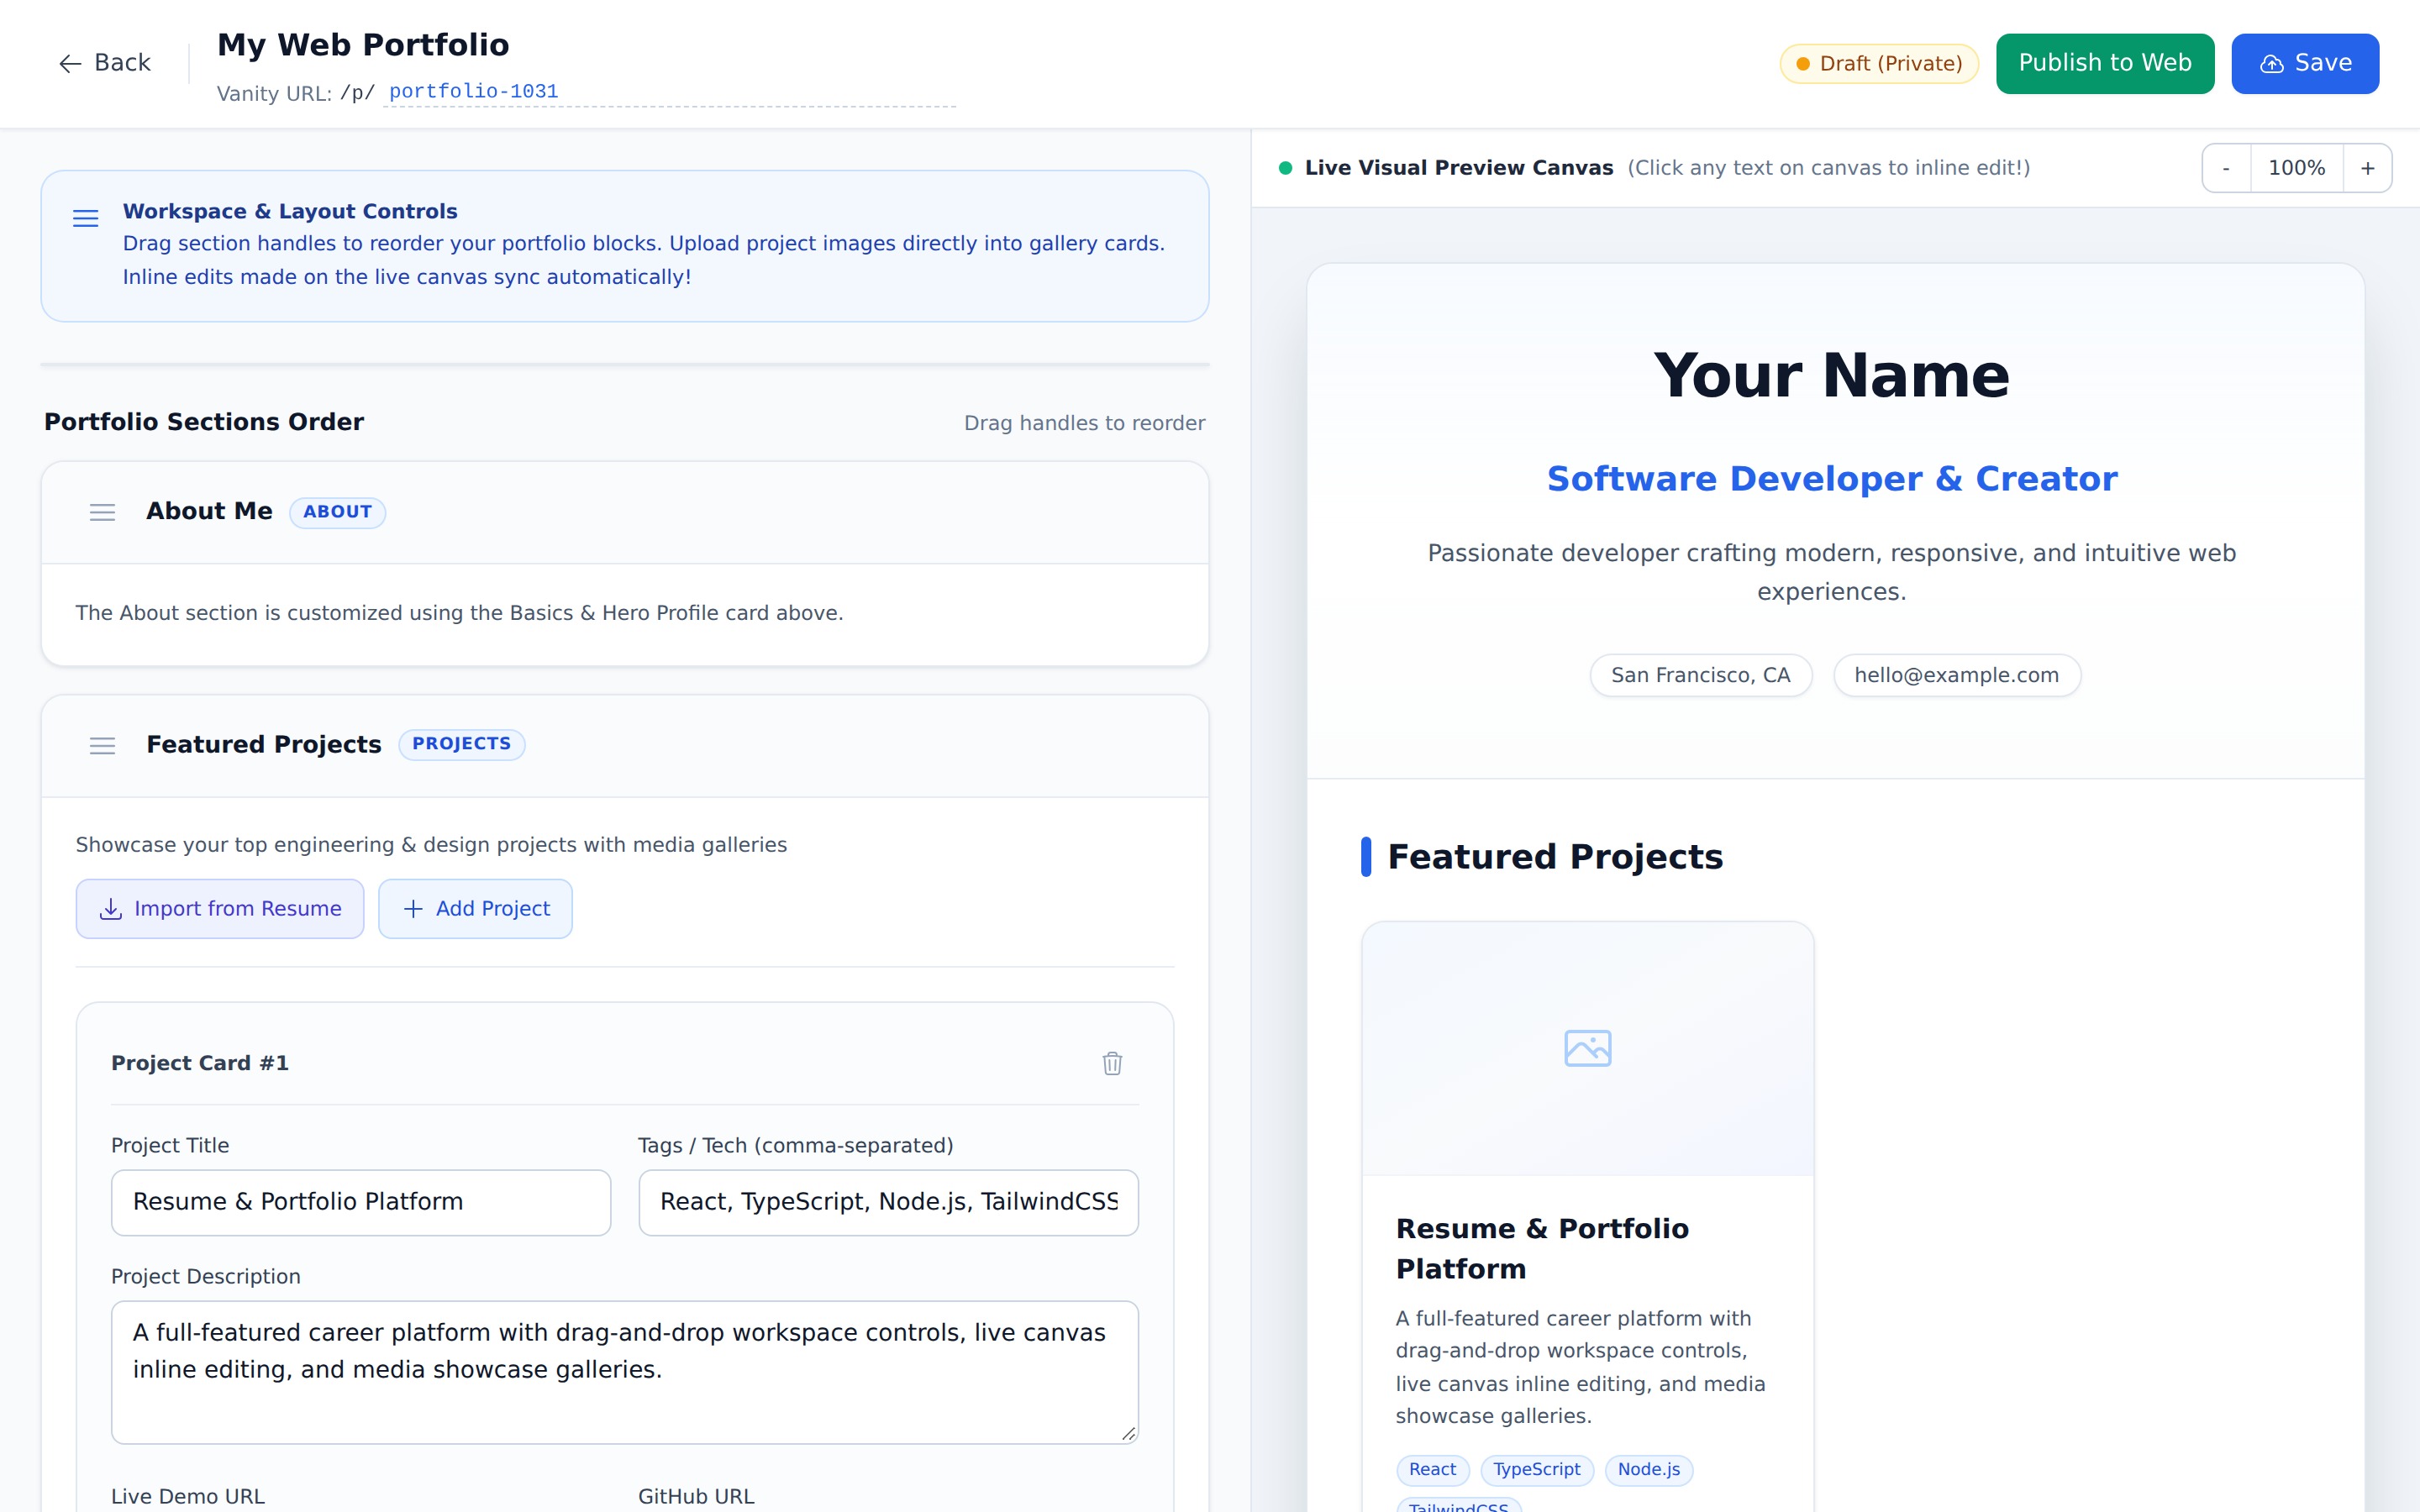 Back
My Web Portfolio
Vanity URL: /p/ portfolio-1031
Draft (Private)
Publish to Web
Save
Workspace & Layout Controls
Drag section handles to reorder your portfolio blocks. Upload project images directly into gallery cards.
Inline edits made on the live canvas sync automatically!
Portfolio Sections Order
Drag handles to reorder
About Me ABOUT
The About section is customized using the Basics & Hero Profile card above.
Featured Projects PROJECTS
Showcase your top engineering & design projects with media galleries
Import from Resume
Add Project
Project Card #1
Project Title
Tags / Tech (comma-separated)
Resume & Portfolio Platform
React, TypeScript, Node.js, TailwindCSS
Project Description
A full-featured career platform with drag-and-drop workspace controls, live canvas
inline editing, and media showcase galleries.
Live Demo URL
GitHub URL
Live Visual Preview Canvas (Click any text on canvas to inline edit!)
- 100% +
Your Name
Software Developer & Creator
Passionate developer crafting modern, responsive, and intuitive web
experiences.
San Francisco, CA
hello@example.com
Featured Projects
Resume & Portfolio
Platform
A full-featured career platform with
drag-and-drop workspace controls,
live canvas inline editing, and media
showcase galleries.
React TypeScript Node.js
TailwindCSS